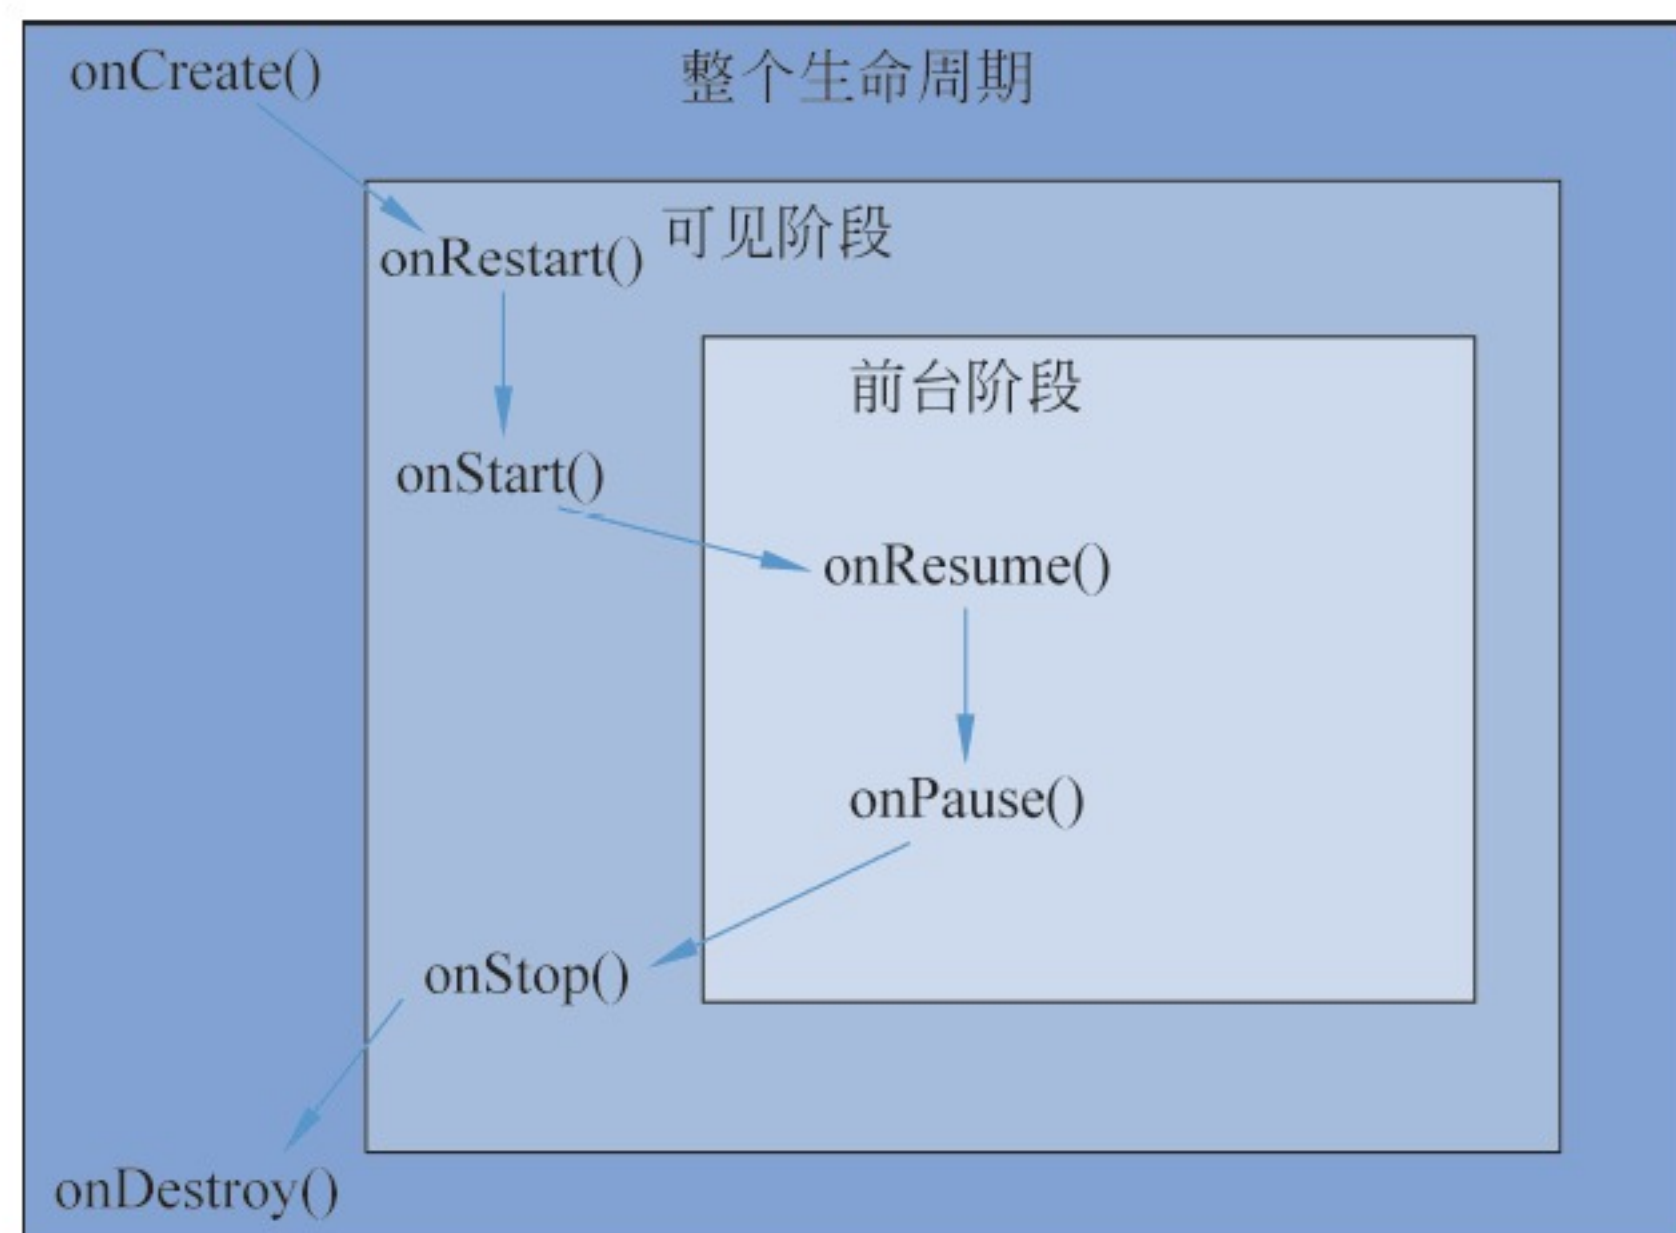 onCreate()
整个生命周期
onRestart()
可见阶段
前台阶段
onStart()
onResume()
onPause()
onStop()
onDestroy()